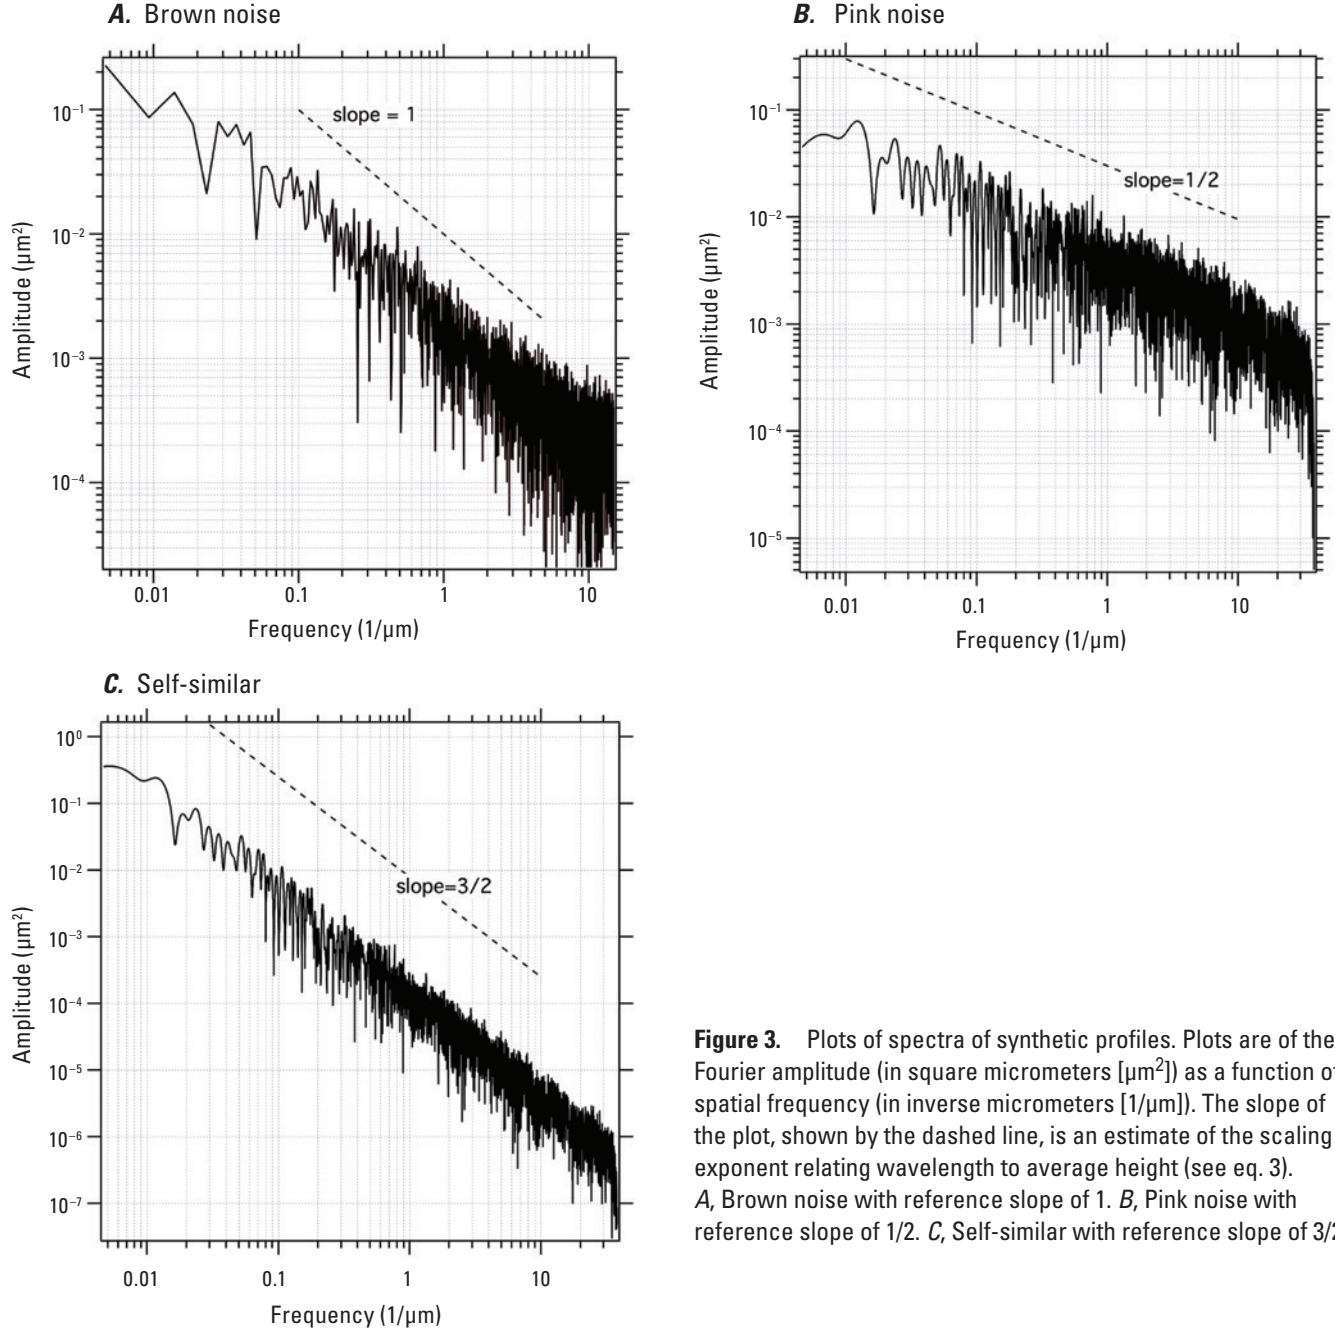 A. Brown noise
10⁻¹
10⁻²
10⁻³
10⁻⁴
Amplitude (µm²)
slope = 1
0.01 0.1 1 10
Frequency (1/µm)
B. Pink noise
10⁻¹
10⁻²
10⁻³
10⁻⁴
10⁻⁵
Amplitude (µm²)
slope=1/2
0.01 0.1 1 10
Frequency (1/µm)
C. Self-similar
10⁰
10⁻¹
10⁻²
10⁻³
10⁻⁴
10⁻⁵
10⁻⁶
10⁻⁷
Amplitude (µm²)
slope=3/2
0.01 0.1 1 10
Frequency (1/µm)
Figure 3. Plots of spectra of synthetic profiles. Plots are of the
Fourier amplitude (in square micrometers [µm²]) as a function of
spatial frequency (in inverse micrometers [1/µm]). The slope of
the plot, shown by the dashed line, is an estimate of the scaling
exponent relating wavelength to average height (see eq. 3).
A, Brown noise with reference slope of 1. B, Pink noise with
reference slope of 1/2. C, Self-similar with reference slope of 3/2